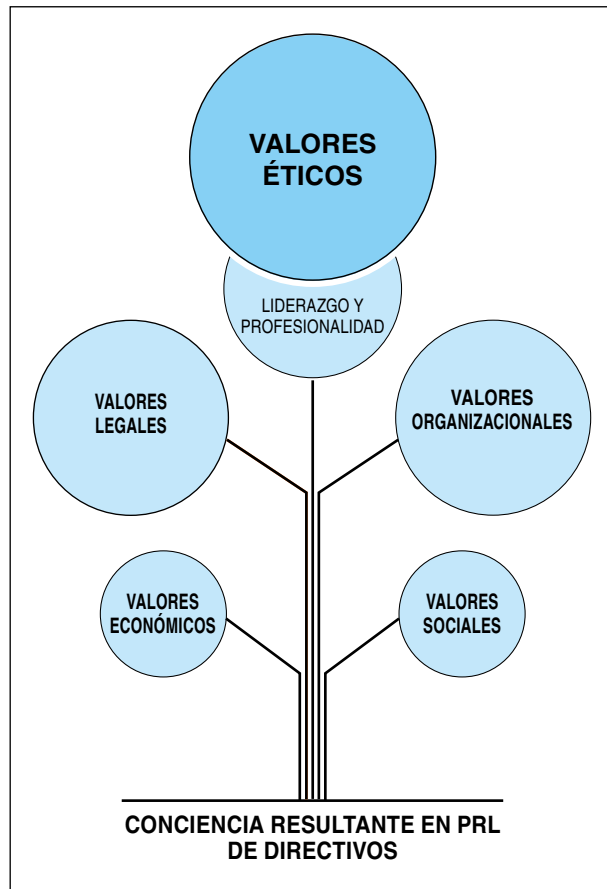 VALORES
ÉTICOS
LIDERAZGO Y
PROFESIONALIDAD
VALORES
LEGALES
VALORES
ORGANIZACIONALES
VALORES
ECONÓMICOS
VALORES
SOCIALES
CONCIENCIA RESULTANTE EN PRL
DE DIRECTIVOS